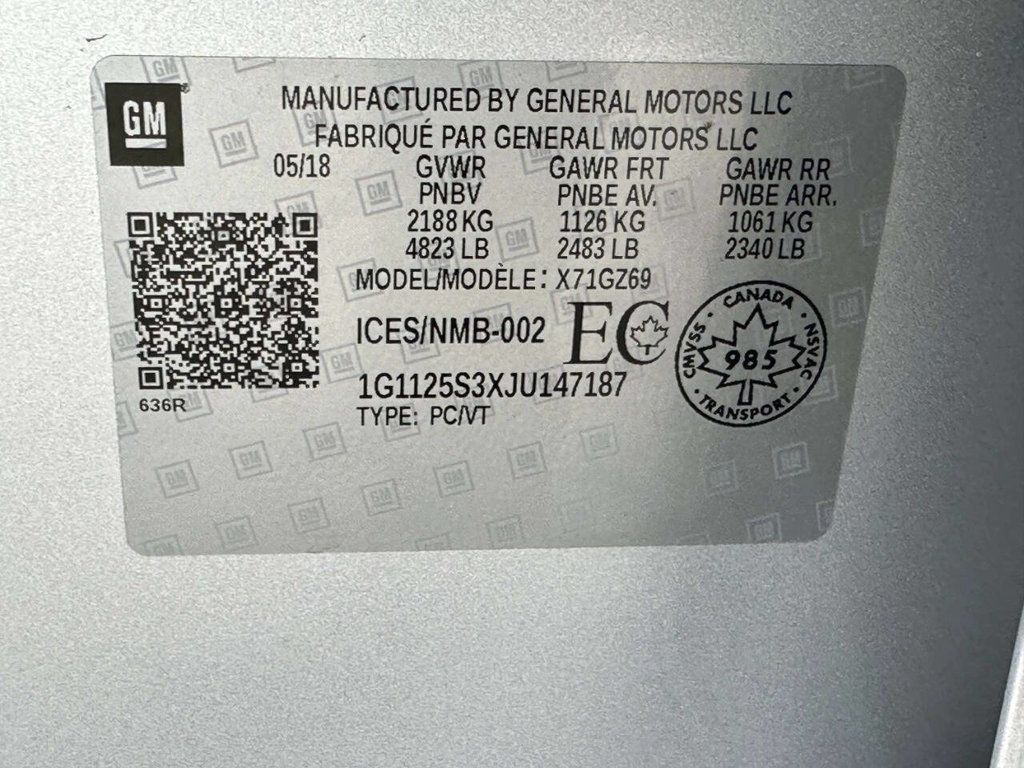 GM
MANUFACTURED BY GENERAL MOTORS LLC
FABRIQUÉ PAR GENERAL MOTORS LLC
05/18 GVWR GAWR FRT GAWR RR
PNBV PNBE AV. PNBE ARR.
2188 KG 1126 KG 1061 KG
4823 LB 2483 LB 2340 LB
MODEL/MODÈLE: X71GZ69
ICES/NMB-002 EC
CANADA
CMVSS 985 NSVAC
TRANSPORT
1G1125S3XJU147187
636R
TYPE: PC/VT